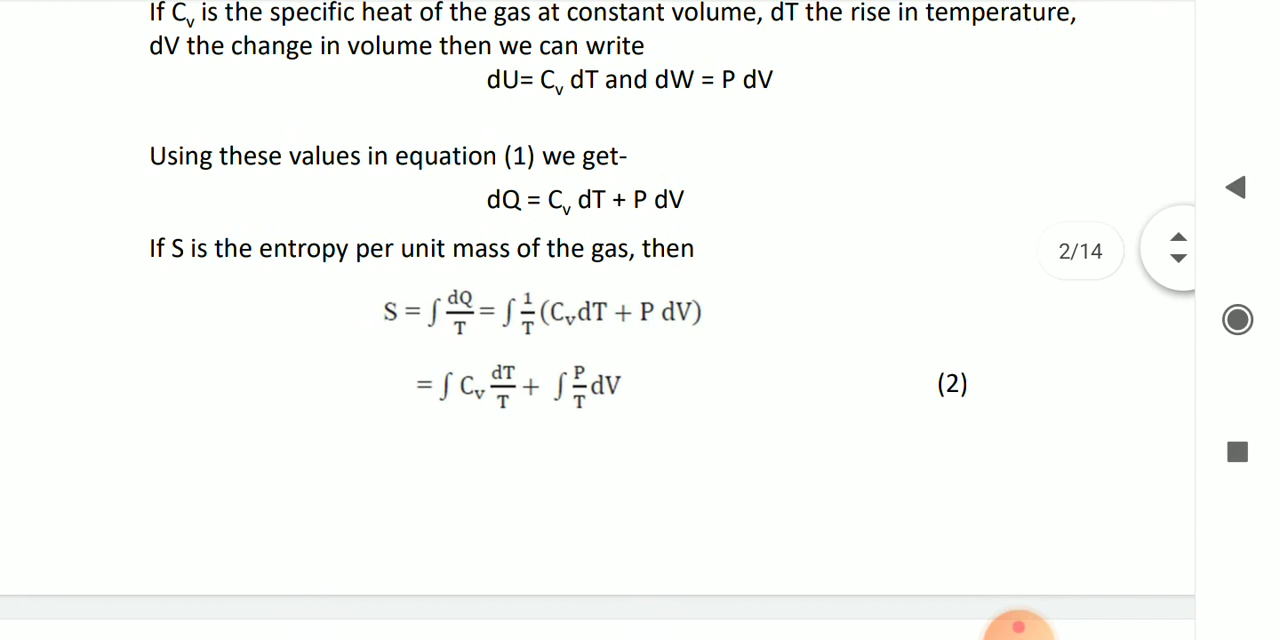 If Cᵥ is the specific heat of the gas at constant volume, dT the rise in temperature,
dV the change in volume then we can write
dU= Cᵥ dT and dW = P dV
Using these values in equation (1) we get-
dQ = Cᵥ dT + P dV
If S is the entropy per unit mass of the gas, then
2/14
S = ∫ dQ/T = ∫ 1/T (CᵥdT + P dV)
= ∫ Cᵥ dT/T + ∫ P/T dV (2)